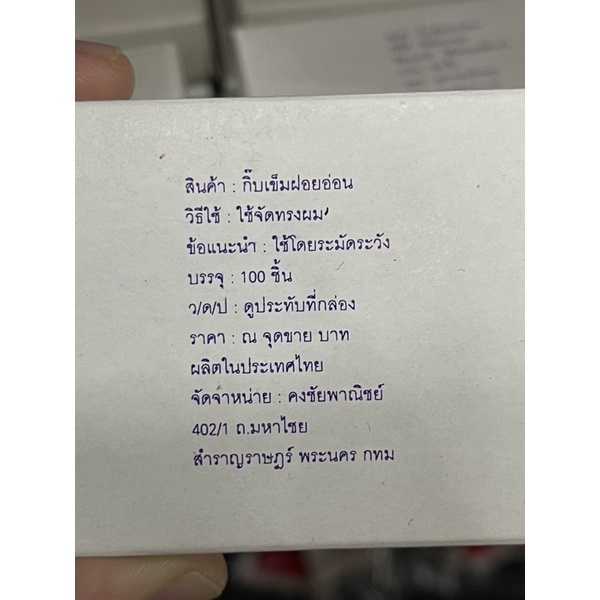 สินค้า : กิ๊บเข็มฝอยอ่อน
วิธีใช้ : ใช้จัดทรงผม
ข้อแนะนำ : ใช้โดยระมัดระวัง
บรรจุ : 100 ชิ้น
ว/ด/ป : ดูประทับที่กล่อง
ราคา : ณ จุดขาย บาท
ผลิตในประเทศไทย
จัดจำหน่าย : คงชัยพาณิชย์
402/1 ถ.มหาไชย
สำราญราษฎร์ พระนคร กทม